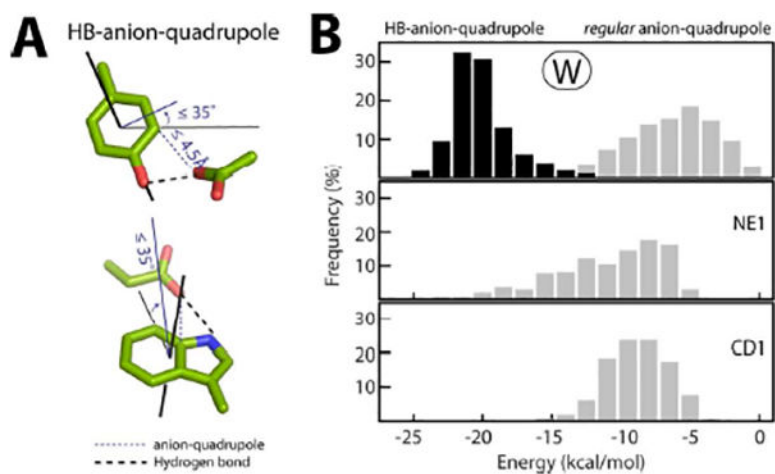 A
HB-anion-quadrupole
≤ 35°
≤ 4.5Å
≤ 35°
anion-quadrupole
Hydrogen bond
B
HB-anion-quadrupole
regular anion-quadrupole
W
30
20
10
NE1
30
20
10
CD1
30
20
10
Frequency (%)
-25 -20 -15 -10 -5 0
Energy (kcal/mol)